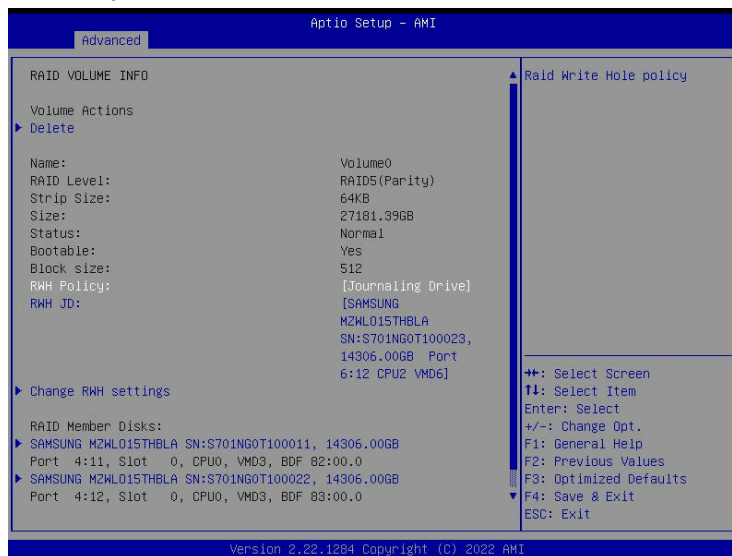 Aptio Setup – AMI
Advanced
RAID VOLUME INFO
Volume Actions
Delete
Name: Volume0
RAID Level: RAID5(Parity)
Strip Size: 64KB
Size: 27181.39GB
Status: Normal
Bootable: Yes
Block size: 512
RWH Policy: [Journaling Drive]
RWH JD: [SAMSUNG
MZWLO15THBLA
SN:S701NG0T100023,
14306.00GB Port
6:12 CPU2 VMD6]
Change RWH settings
RAID Member Disks:
SAMSUNG MZWLO15THBLA SN:S701NG0T100011, 14306.00GB
Port 4:11, Slot 0, CPU0, VMD3, BDF 82:00.0
SAMSUNG MZWLO15THBLA SN:S701NG0T100022, 14306.00GB
Port 4:12, Slot 0, CPU0, VMD3, BDF 83:00.0
Raid Write Hole policy
→←: Select Screen
↑↓: Select Item
Enter: Select
+/-: Change Opt.
F1: General Help
F2: Previous Values
F3: Optimized Defaults
F4: Save & Exit
ESC: Exit
Version 2.22.1284 Copyright (C) 2022 AMI